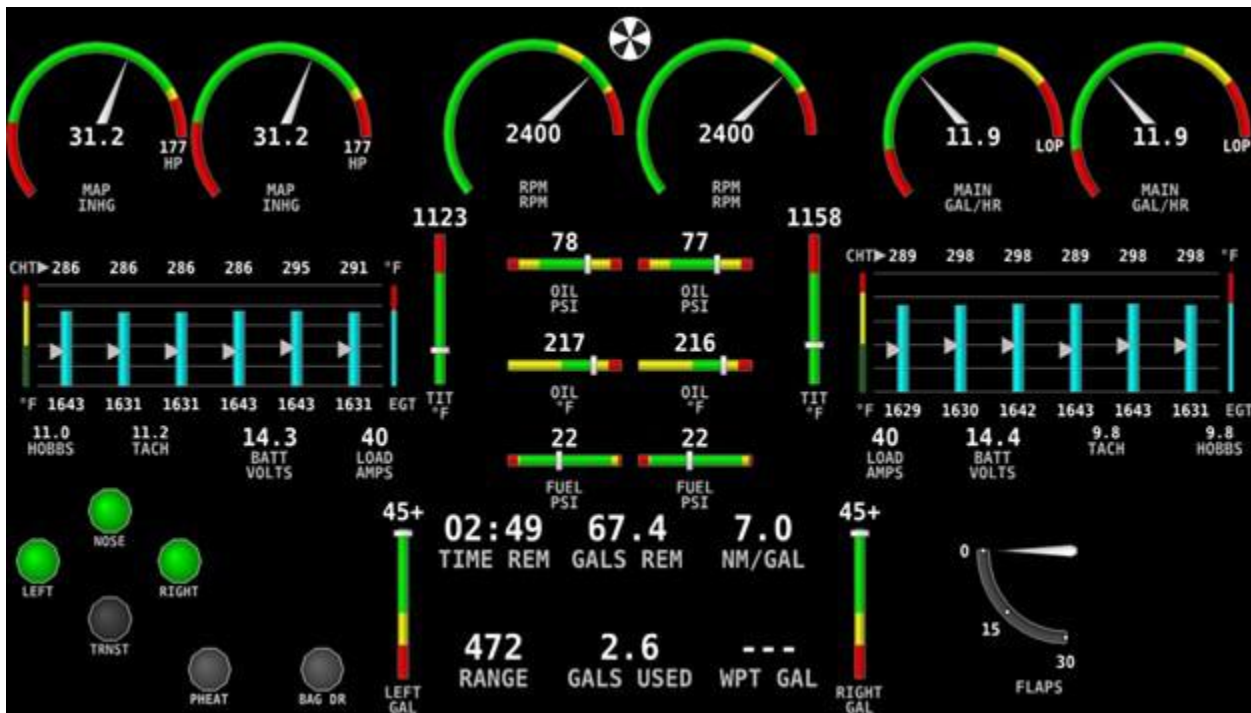 31.2 31.2 2400 2400 11.9 11.9
177 177 LOP LOP
HP HP
MAP MAP RPM RPM MAIN MAIN
INHG INHG RPM RPM GAL/HR GAL/HR
1123 1158
78 77
CHT 286 286 286 286 295 291 °F
CHT 289 298 298 289 298 298 °F
OIL OIL
PSI PSI
217 216
TIT TIT
°F °F
OIL OIL
°F °F
°F 1643 1631 1631 1643 1643 1631 EGT
°F 1629 1630 1642 1643 1643 1631 EGT
11.0 11.2 14.3 40
HOBBS TACH BATT LOAD
VOLTS AMPS
22 22
40 14.4 9.8 9.8
LOAD BATT TACH HOBBS
AMPS VOLTS
FUEL FUEL
PSI PSI
NOSE
LEFT RIGHT
TRNST
PHEAT BAG DR
45+ 45+
02:49 67.4 7.0
TIME REM GALS REM NM/GAL
472 2.6 ---
RANGE GALS USED WPT GAL
LEFT RIGHT
GAL GAL
0
15
30
FLAPS